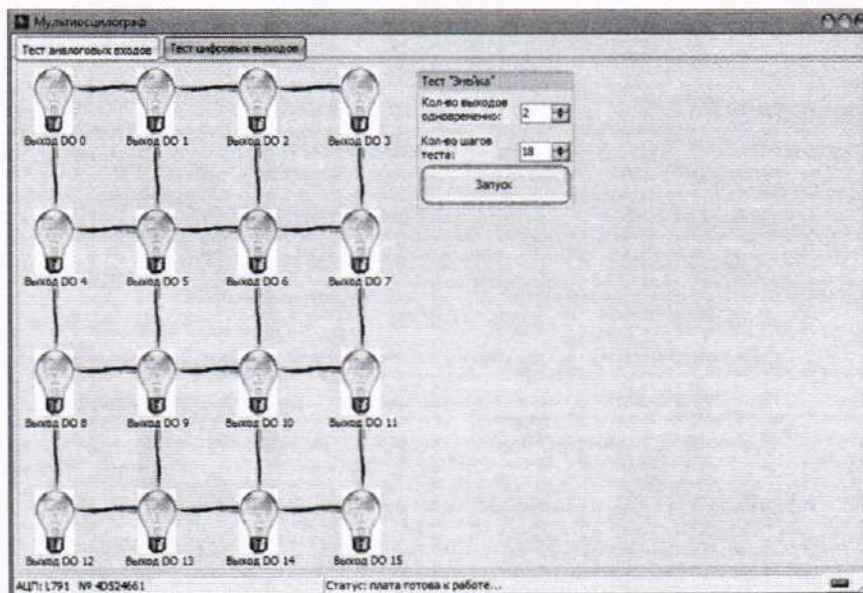 Мультиосцилограф
Тест аналоговых входов Тест цифровых выходов
Тест "Змейка"
Кол-во выходов
одновременно: 2
Кол-во шагов
теста: 18
Запуск
Выход DO 0 Выход DO 1 Выход DO 2 Выход DO 3
Выход DO 4 Выход DO 5 Выход DO 6 Выход DO 7
Выход DO 8 Выход DO 9 Выход DO 10 Выход DO 11
Выход DO 12 Выход DO 13 Выход DO 14 Выход DO 15
АЦП: L791 № 4D524661 Статус: плата готова к работе...